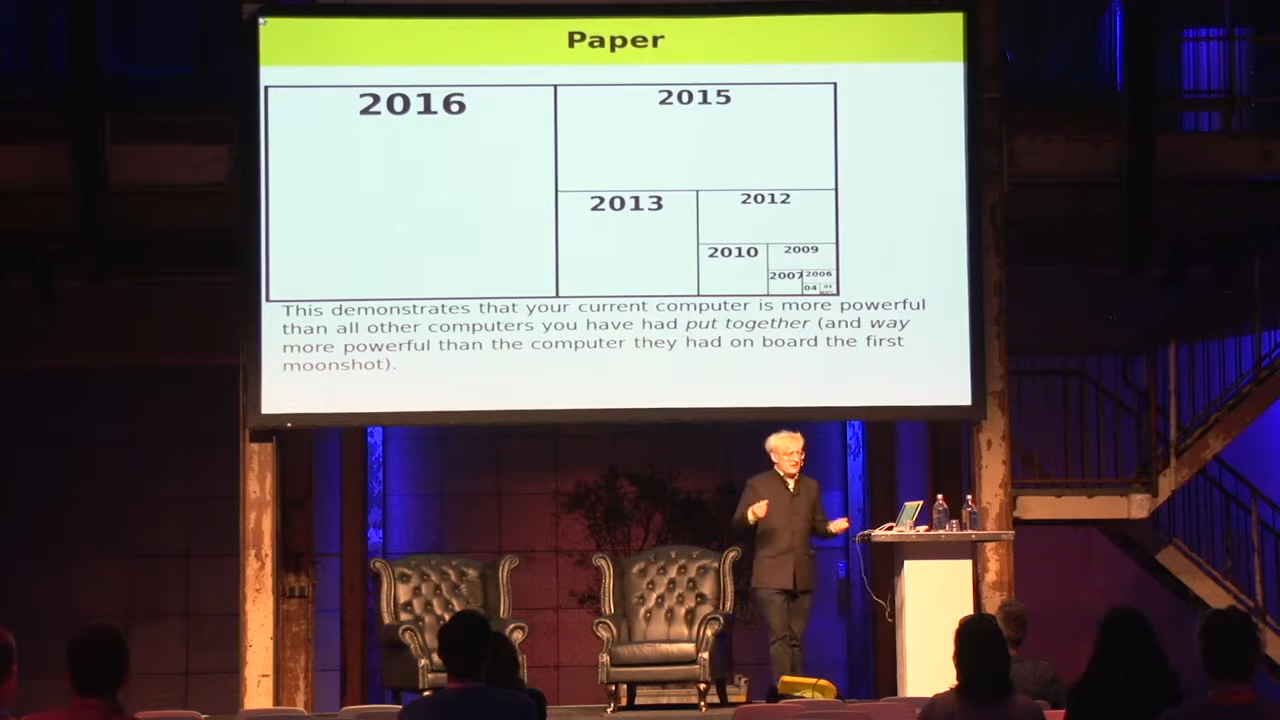 Paper
2016
2015
2013
2012
2010
2009
2007
2006
04
This demonstrates that your current computer is more powerful
than all other computers you have had put together (and way
more powerful than the computer they had on board the first
moonshot).